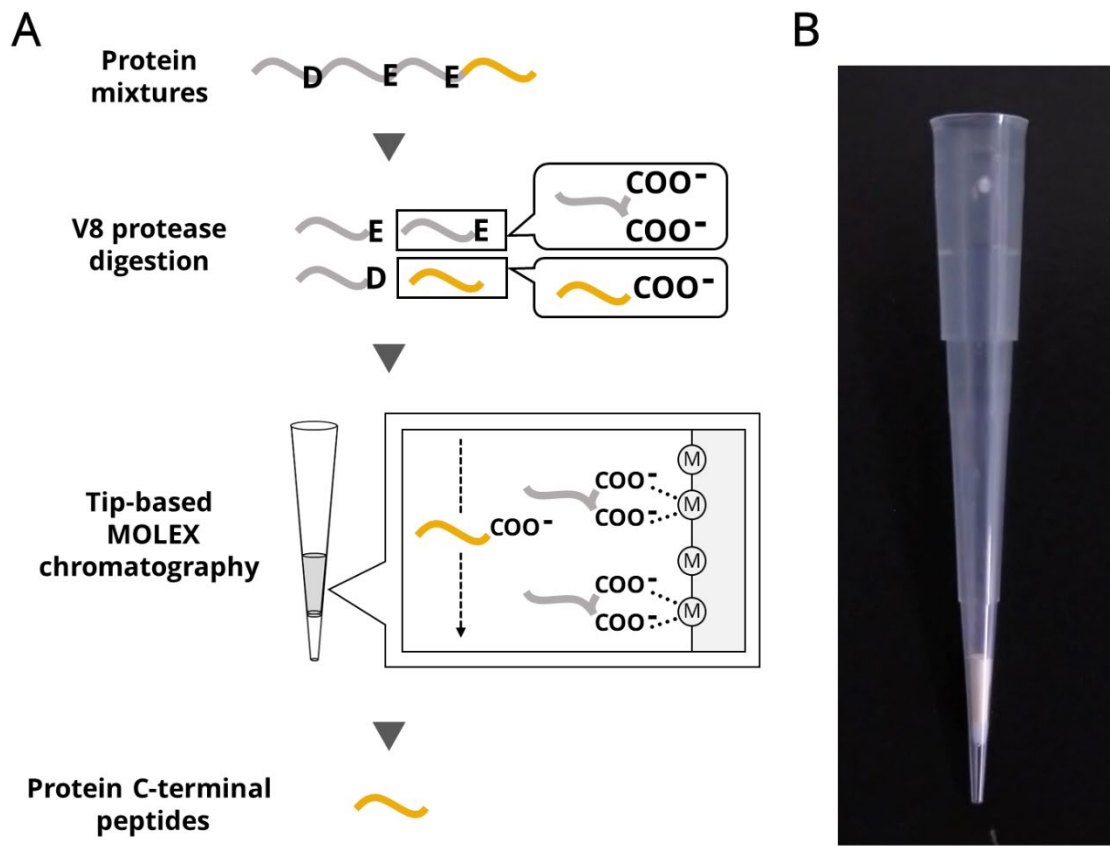 A
B
Protein
mixtures
D
E
E
V8 protease
digestion
E
E
COO-
COO-
D
COO-
Tip-based
MOLEX
chromatography
COO-
COO-
COO-
COO-
COO-
M
M
M
M
Protein C-terminal
peptides